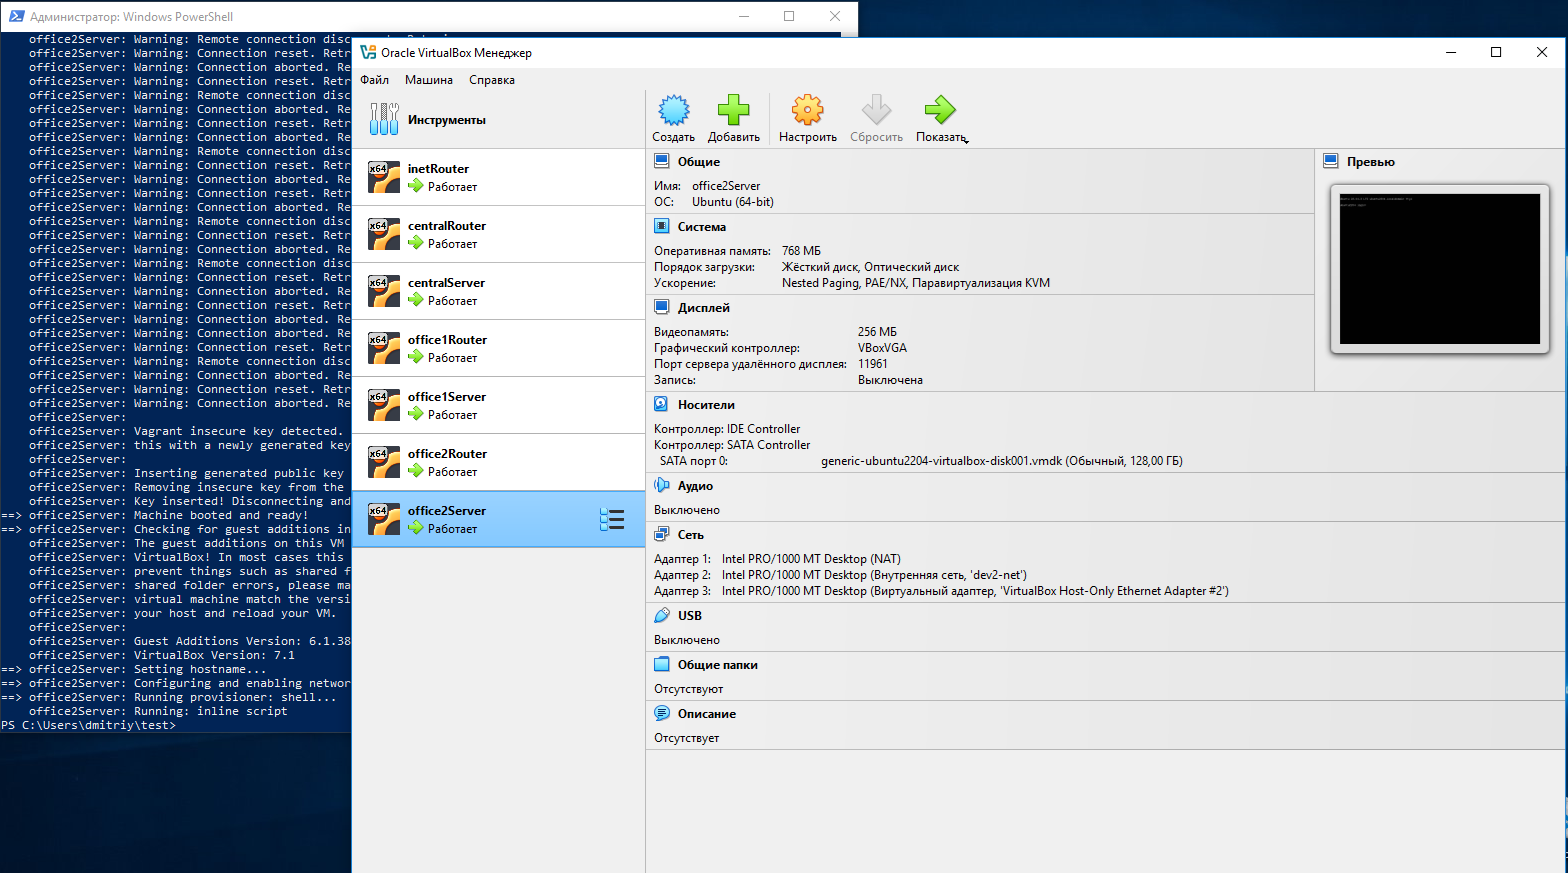 Администратор: Windows PowerShell
office2Server: Warning: Remote connection disc
office2Server: Warning: Connection reset. Retr
office2Server: Warning: Connection aborted. Re
office2Server: Warning: Connection reset. Retr
office2Server: Warning: Remote connection disc
office2Server: Warning: Connection aborted. Re
office2Server: Warning: Connection reset. Retr
office2Server: Warning: Connection aborted. Re
office2Server: Warning: Remote connection disc
office2Server: Warning: Connection reset. Retr
office2Server: Warning: Connection aborted. Re
office2Server: Warning: Connection reset. Retr
office2Server: Warning: Connection aborted. Re
office2Server: Warning: Remote connection disc
office2Server: Warning: Connection reset. Retr
office2Server: Warning: Connection aborted. Re
office2Server: Warning: Remote connection disc
office2Server: Warning: Connection reset. Retr
office2Server: Warning: Connection aborted. Re
office2Server: Warning: Connection reset. Retr
office2Server: Warning: Connection aborted. Re
office2Server: Warning: Connection aborted. Re
office2Server: Warning: Connection reset. Retr
office2Server: Warning: Remote connection disc
office2Server: Warning: Connection aborted. Re
office2Server: Warning: Connection reset. Retr
office2Server: Warning: Connection aborted. Re
office2Server:
office2Server: Vagrant insecure key detected.
office2Server: this with a newly generated key
office2Server:
office2Server: Inserting generated public key
office2Server: Removing insecure key from the
office2Server: Key inserted! Disconnecting and
==> office2Server: Machine booted and ready!
==> office2Server: Checking for guest additions in
office2Server: The guest additions on this VM
office2Server: VirtualBox! In most cases this
office2Server: prevent things such as shared f
office2Server: shared folder errors, please ma
office2Server: virtual machine match the versi
office2Server: your host and reload your VM.
office2Server:
office2Server: Guest Additions Version: 6.1.38
office2Server: VirtualBox Version: 7.1
==> office2Server: Setting hostname...
==> office2Server: Configuring and enabling networ
==> office2Server: Running provisioner: shell...
office2Server: Running: inline script
PS C:\Users\dmitriy\test>
Oracle VirtualBox Менеджер
Файл Машина Справка
Инструменты
x64 inetRouter
Работает
x64 centralRouter
Работает
x64 centralServer
Работает
x64 office1Router
Работает
x64 office1Server
Работает
x64 office2Router
Работает
x64 office2Server
Работает
Создать Добавить Настроить Сбросить Показать
Общие
Имя: office2Server
ОС: Ubuntu (64-bit)
Система
Оперативная память: 768 МБ
Порядок загрузки: Жёсткий диск, Оптический диск
Ускорение: Nested Paging, PAE/NX, Паравиртуализация KVM
Дисплей
Видеопамять: 256 МБ
Графический контроллер: VBoxVGA
Порт сервера удалённого дисплея: 11961
Запись: Выключена
Носители
Контроллер: IDE Controller
Контроллер: SATA Controller
SATA порт 0: generic-ubuntu2204-virtualbox-disk001.vmdk (Обычный, 128,00 ГБ)
Аудио
Выключено
Сеть
Адаптер 1: Intel PRO/1000 MT Desktop (NAT)
Адаптер 2: Intel PRO/1000 MT Desktop (Внутренняя сеть, 'dev2-net')
Адаптер 3: Intel PRO/1000 MT Desktop (Виртуальный адаптер, 'VirtualBox Host-Only Ethernet Adapter #2')
USB
Выключено
Общие папки
Отсутствуют
Описание
Отсутствует
Превью